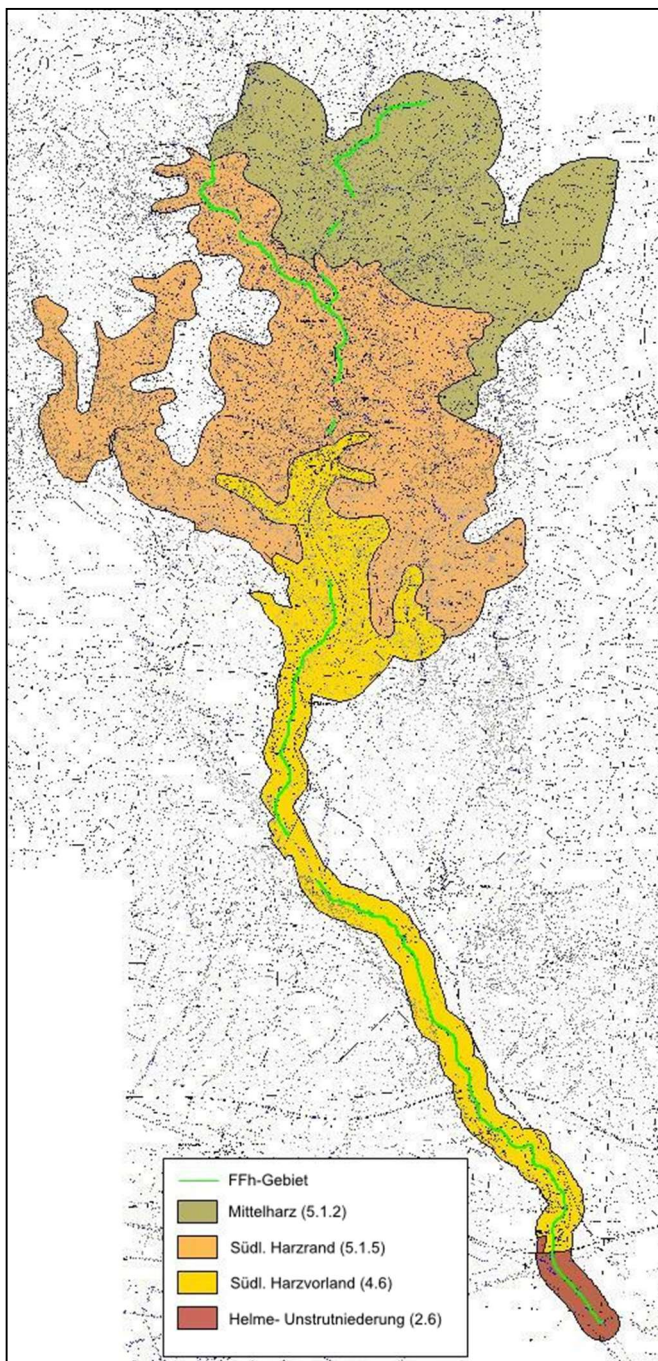 FFh-Gebiet
Mittelharz (5.1.2)
Südl. Harzrand (5.1.5)
Südl. Harzvorland (4.6)
Helme- Unstrutniederung (2.6)